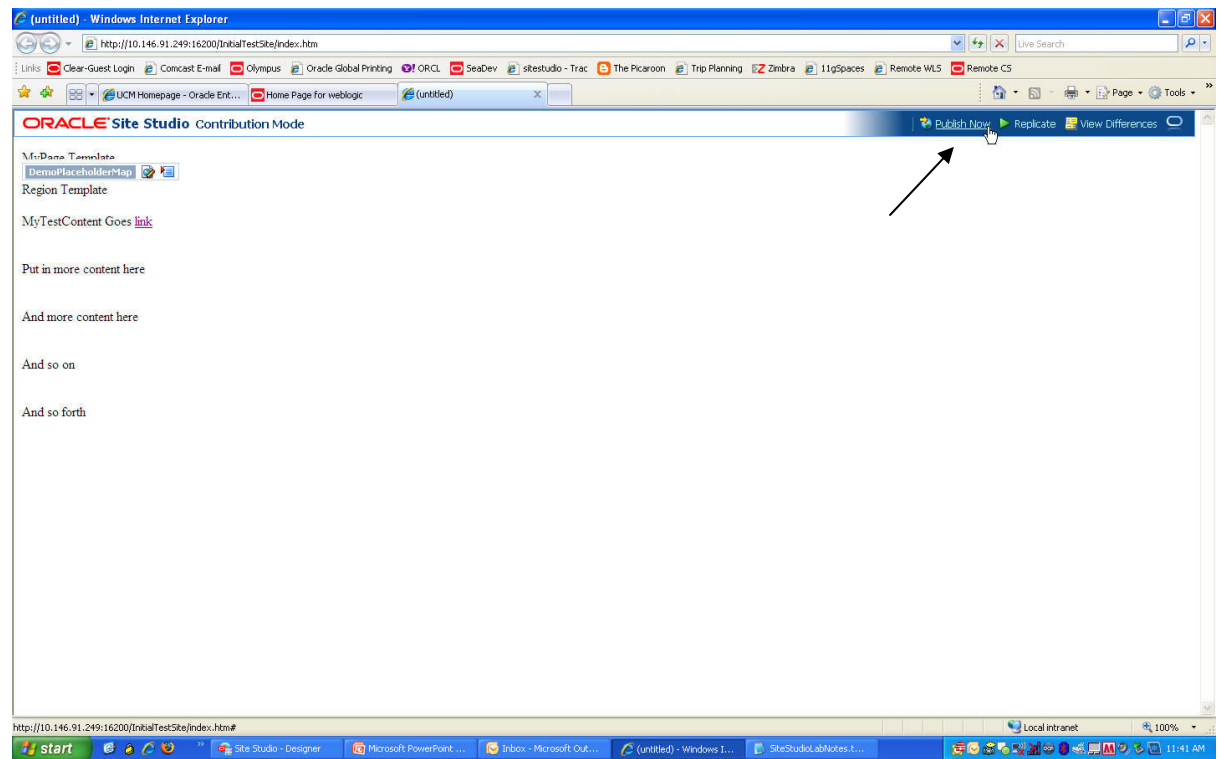 (untitled) - Windows Internet Explorer
http://10.146.91.249:16200/InitialTestSite/index.htm Live Search
Links Clear-Guest Login Comcast E-mail Olympus Oracle Global Printing ORCL SeaDev sitestudio - Trac The Picaroon Trip Planning Zimbra 11gSpaces Remote WLS Remote CS
UCM Homepage - Oracle Ent... Home Page for weblogic (untitled) X Page Tools
ORACLE Site Studio Contribution Mode Publish Now Replicate View Differences
MyPage Template
DemoPlaceholderMap
Region Template
MyTestContent Goes link
Put in more content here
And more content here
And so on
And so forth
http://10.146.91.249:16200/InitialTestSite/index.htm# Local intranet 100%
start Site Studio - Designer Microsoft PowerPoint ... Inbox - Microsoft Out... (untitled) - Windows I... SiteStudioLabNotes.t... 11:41 AM